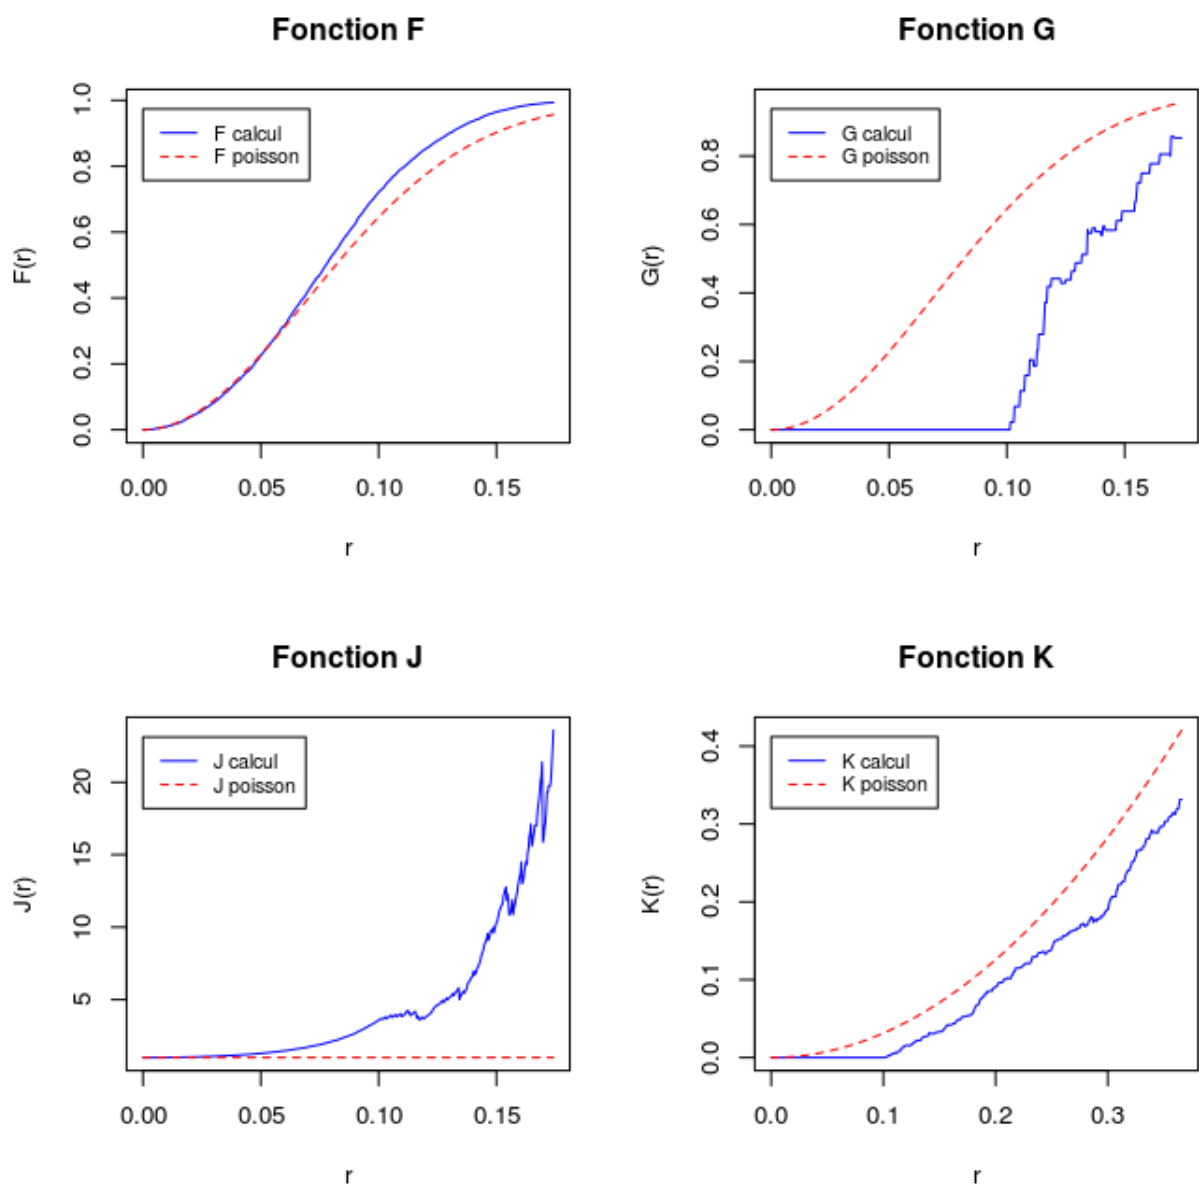 Fonction F
F calcul
F poisson
F(r)
0.0 0.2 0.4 0.6 0.8 1.0
0.00 0.05 0.10 0.15
r
Fonction G
G calcul
G poisson
G(r)
0.0 0.2 0.4 0.6 0.8
0.00 0.05 0.10 0.15
r
Fonction J
J calcul
J poisson
J(r)
5 10 15 20
0.00 0.05 0.10 0.15
r
Fonction K
K calcul
K poisson
K(r)
0.0 0.1 0.2 0.3 0.4
0.0 0.1 0.2 0.3
r